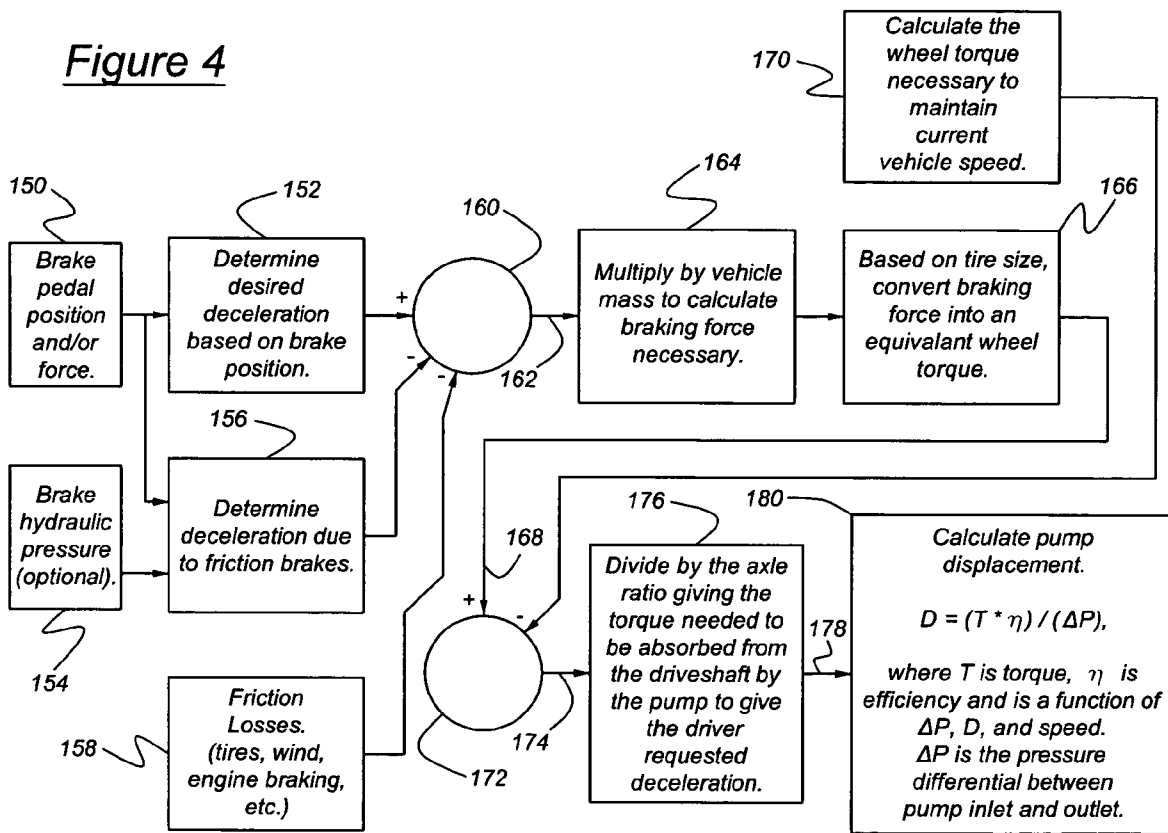 Figure 4
170
Calculate the
wheel torque
necessary to
maintain
current
vehicle speed.
150
Brake
pedal
position
and/or
force.
152
Determine
desired
deceleration
based on brake
position.
160
+
-
-
162
164
Multiply by vehicle
mass to calculate
braking force
necessary.
166
Based on tire size,
convert braking
force into an
equivalant wheel
torque.
Brake
hydraulic
pressure
(optional).
154
156
Determine
deceleration due
to friction brakes.
158
Friction
Losses.
(tires, wind,
engine braking,
etc.)
168
+
-
172
174
176
Divide by the axle
ratio giving the
torque needed to
be absorbed from
the driveshaft by
the pump to give
the driver
requested
deceleration.
178
180
Calculate pump
displacement.
D = (T * η) / (ΔP),
where T is torque, η is
efficiency and is a function of
ΔP, D, and speed.
ΔP is the pressure
differential between
pump inlet and outlet.